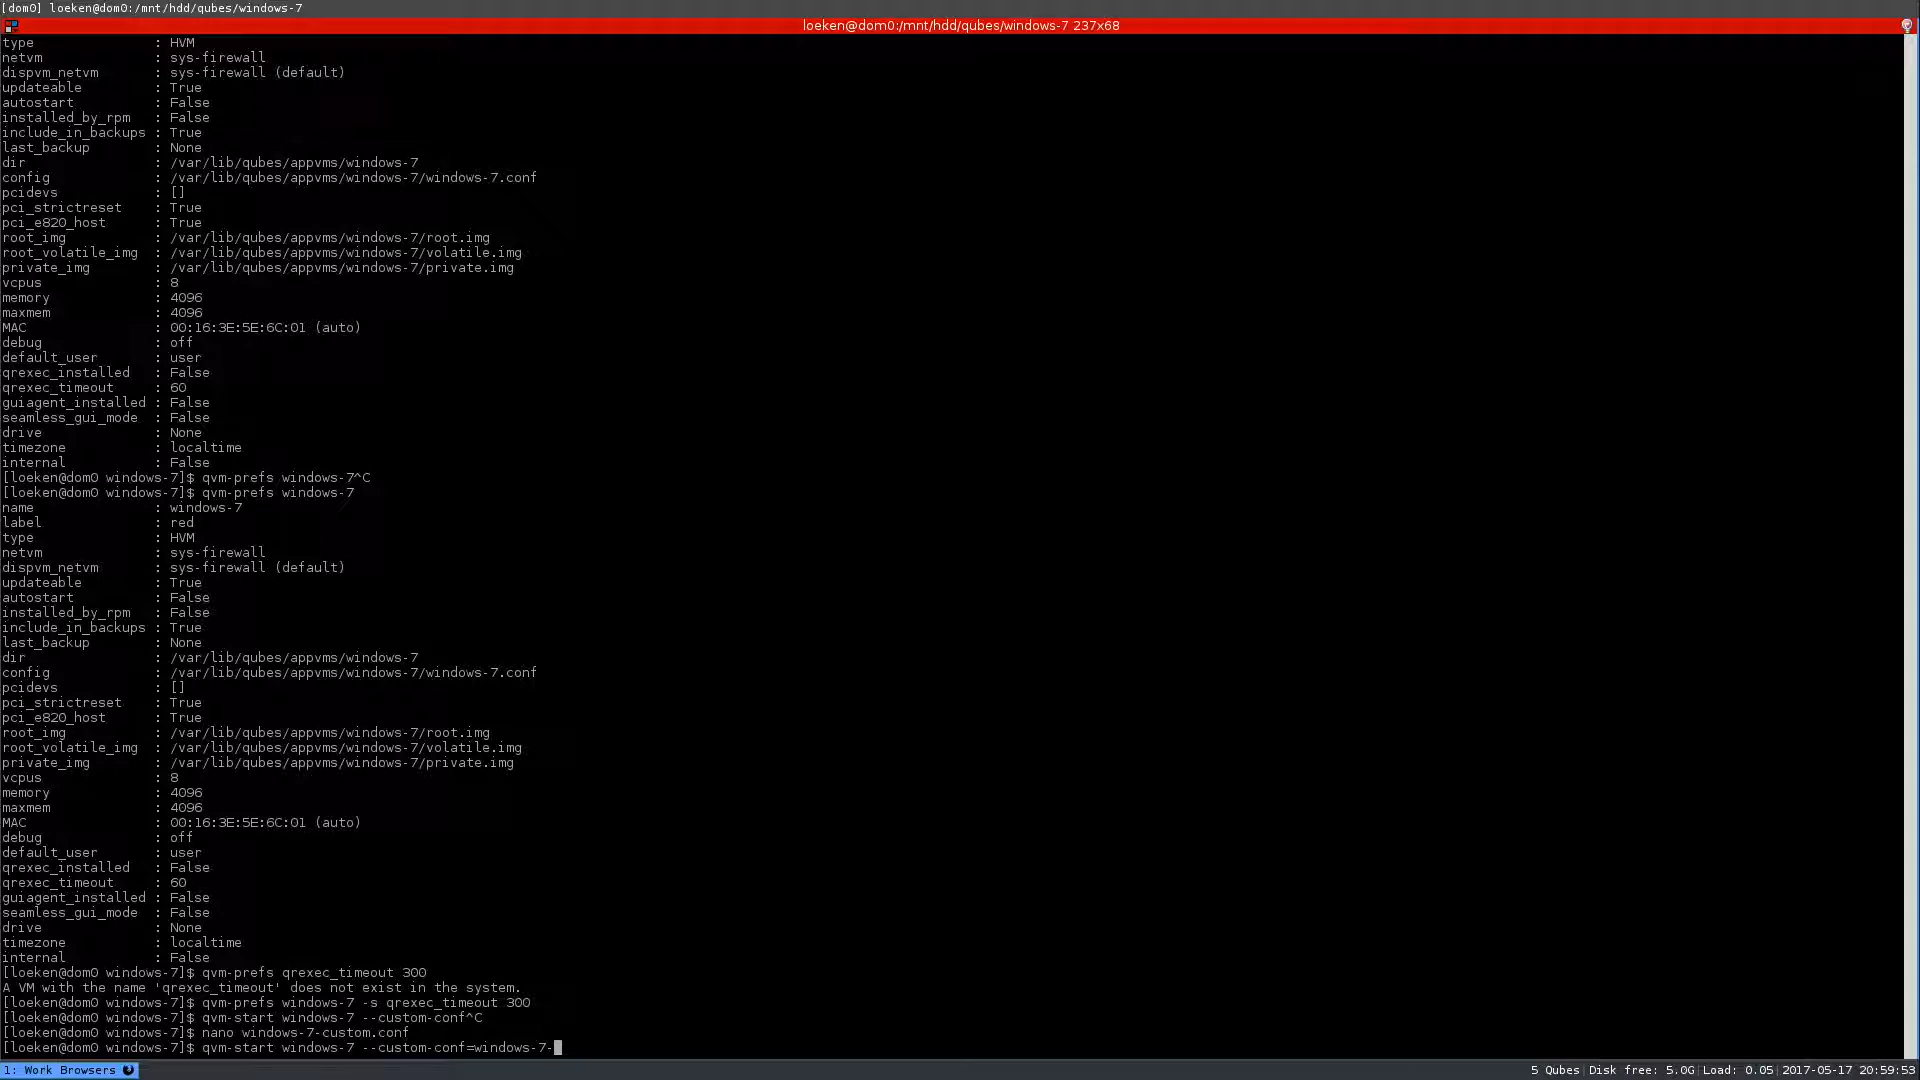 [dom0] loeken@dom0:/mnt/hdd/qubes/windows-7
loeken@dom0:/mnt/hdd/qubes/windows-7 237x68
type               : HVM
netvm              : sys-firewall
dispvm_netvm       : sys-firewall (default)
updateable         : True
autostart          : False
installed_by_rpm   : False
include_in_backups : True
last_backup        : None
dir                : /var/lib/qubes/appvms/windows-7
config             : /var/lib/qubes/appvms/windows-7/windows-7.conf
pcidevs            : []
pci_strictreset    : True
pci_e820_host      : True
root_img           : /var/lib/qubes/appvms/windows-7/root.img
root_volatile_img  : /var/lib/qubes/appvms/windows-7/volatile.img
private_img        : /var/lib/qubes/appvms/windows-7/private.img
vcpus              : 8
memory             : 4096
maxmem             : 4096
MAC                : 00:16:3E:5E:6C:01 (auto)
debug              : off
default_user       : user
qrexec_installed   : False
qrexec_timeout     : 60
guiagent_installed : False
seamless_gui_mode  : False
drive              : None
timezone           : localtime
internal           : False
[loeken@dom0 windows-7]$ qvm-prefs windows-7^C
[loeken@dom0 windows-7]$ qvm-prefs windows-7
name               : windows-7
label              : red
type               : HVM
netvm              : sys-firewall
dispvm_netvm       : sys-firewall (default)
updateable         : True
autostart          : False
installed_by_rpm   : False
include_in_backups : True
last_backup        : None
dir                : /var/lib/qubes/appvms/windows-7
config             : /var/lib/qubes/appvms/windows-7/windows-7.conf
pcidevs            : []
pci_strictreset    : True
pci_e820_host      : True
root_img           : /var/lib/qubes/appvms/windows-7/root.img
root_volatile_img  : /var/lib/qubes/appvms/windows-7/volatile.img
private_img        : /var/lib/qubes/appvms/windows-7/private.img
vcpus              : 8
memory             : 4096
maxmem             : 4096
MAC                : 00:16:3E:5E:6C:01 (auto)
debug              : off
default_user       : user
qrexec_installed   : False
qrexec_timeout     : 60
guiagent_installed : False
seamless_gui_mode  : False
drive              : None
timezone           : localtime
internal           : False
[loeken@dom0 windows-7]$ qvm-prefs qrexec_timeout 300
A VM with the name 'qrexec_timeout' does not exist in the system.
[loeken@dom0 windows-7]$ qvm-prefs windows-7 -s qrexec_timeout 300
[loeken@dom0 windows-7]$ qvm-start windows-7 --custom-conf^C
[loeken@dom0 windows-7]$ nano windows-7-custom.conf
[loeken@dom0 windows-7]$ qvm-start windows-7 --custom-conf=windows-7-
1: Work Browsers
5 Qubes Disk free: 5.0G Load: 0.05 2017-05-17 20:59:53